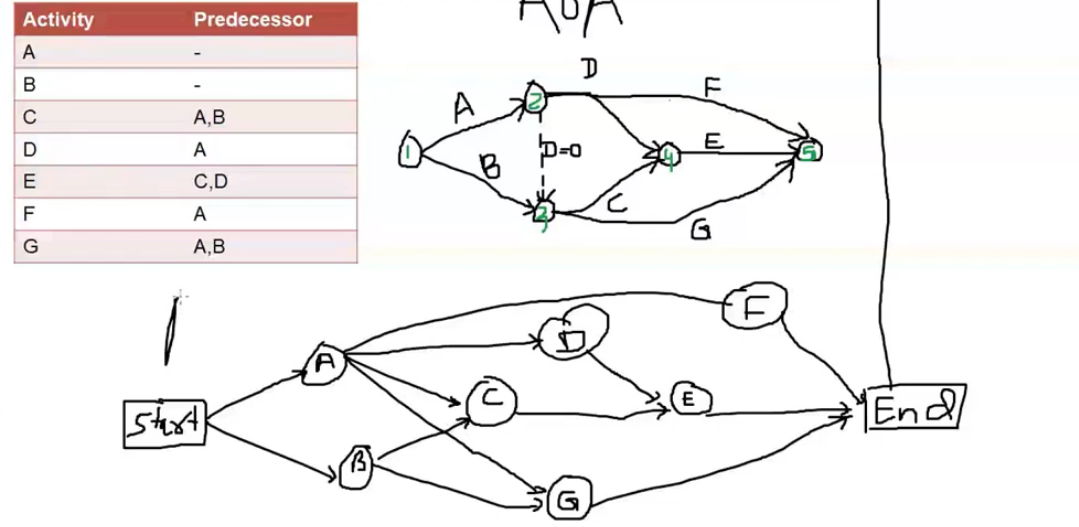 Activity Predecessor
A -
B -
C A,B
D A
E C,D
F A
G A,B
AOA
D
A
F
2
1
B
D=0
4
E
5
3
C
G
F
A
D
C
E
Start
End
B
G